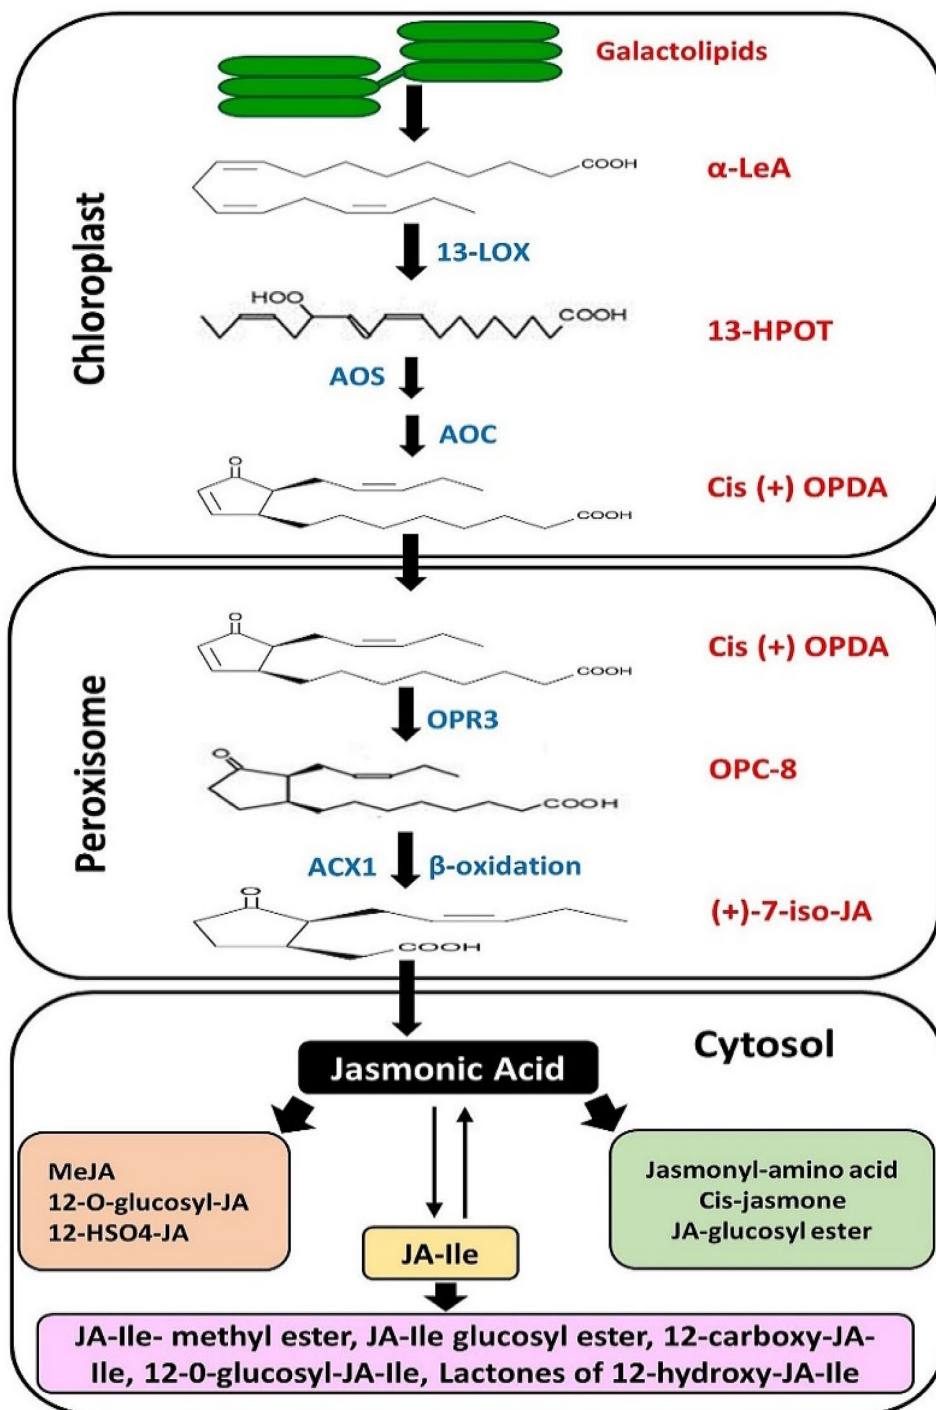 Galactolipids
COOH
α-LeA
13-LOX
HOO
COOH
13-HPOT
AOS
AOC
O
Cis (+) OPDA
COOH
Chloroplast
O
Cis (+) OPDA
COOH
OPR3
O
OPC-8
COOH
ACX1 β-oxidation
O
(+)-7-iso-JA
COOH
Peroxisome
Cytosol
Jasmonic Acid
MeJA
12-O-glucosyl-JA
12-HSO4-JA
Jasmonyl-amino acid
Cis-jasmone
JA-glucosyl ester
JA-Ile
JA-Ile- methyl ester, JA-Ile glucosyl ester, 12-carboxy-JA-
Ile, 12-0-glucosyl-JA-Ile, Lactones of 12-hydroxy-JA-Ile